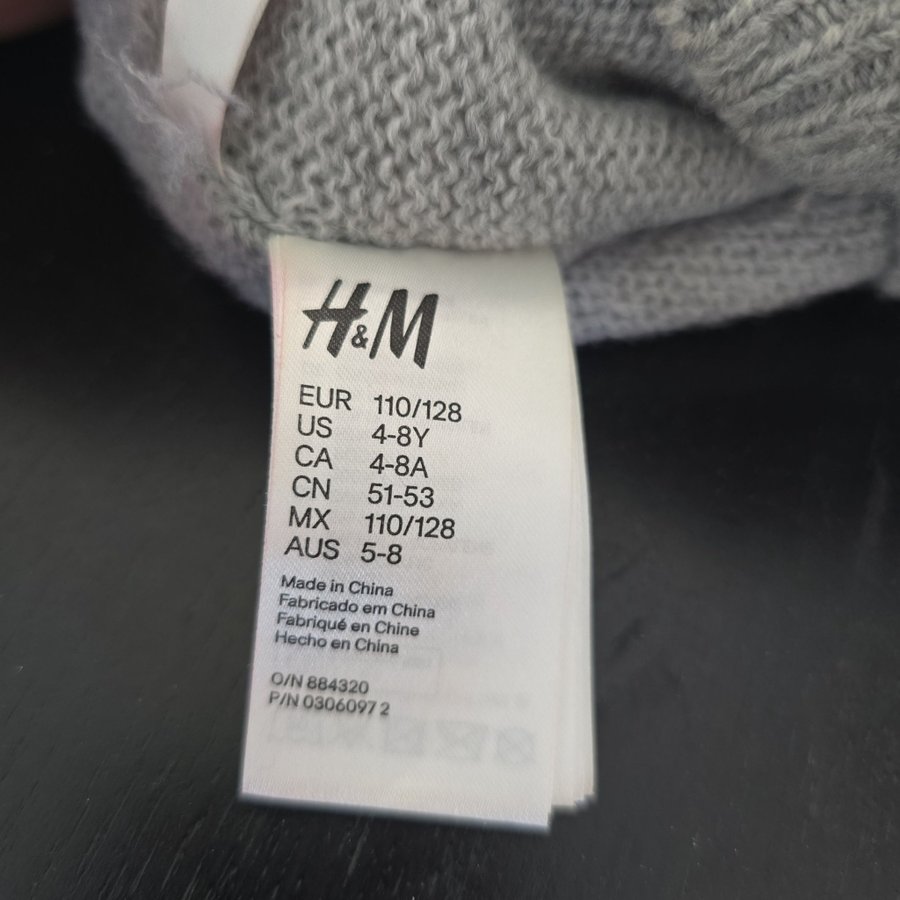 H&M
EUR 110/128
US 4-8Y
CA 4-8A
CN 51-53
MX 110/128
AUS 5-8
Made in China
Fabricado em China
Fabriqué en Chine
Hecho en China
O/N 884320
P/N 0306097 2